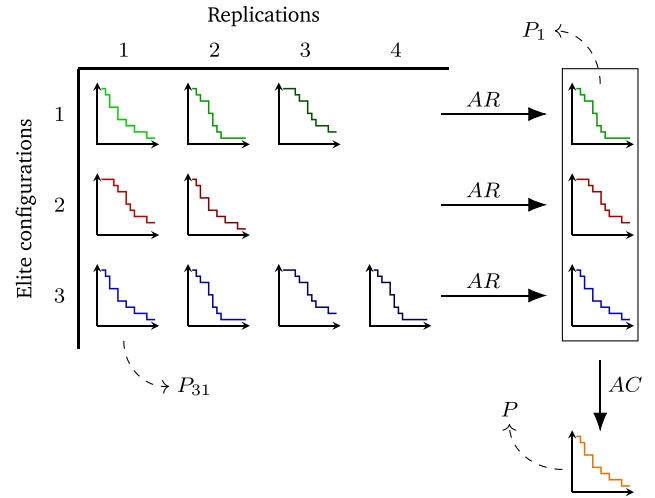 Replications
1 2 3 4
P₁
Elite configurations
1
AR
2
AR
3
AR
P₃₁
AC
P